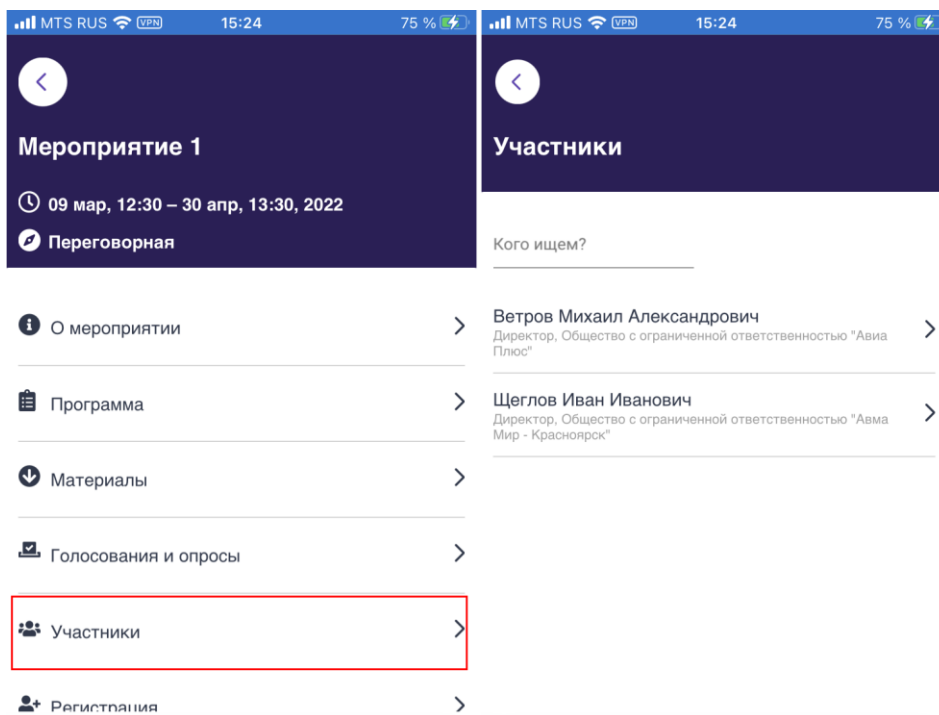 MTS RUS VPN 15:24 75 %
Мероприятие 1
09 мар, 12:30 – 30 апр, 13:30, 2022
Переговорная
О мероприятии
Программа
Материалы
Голосования и опросы
Участники
Регистрация
MTS RUS VPN 15:24 75 %
Участники
Кого ищем?
Ветров Михаил Александрович
Директор, Общество с ограниченной ответственностью "Авиа
Плюс"
Щеглов Иван Иванович
Директор, Общество с ограниченной ответственностью "Авма
Мир - Красноярск"